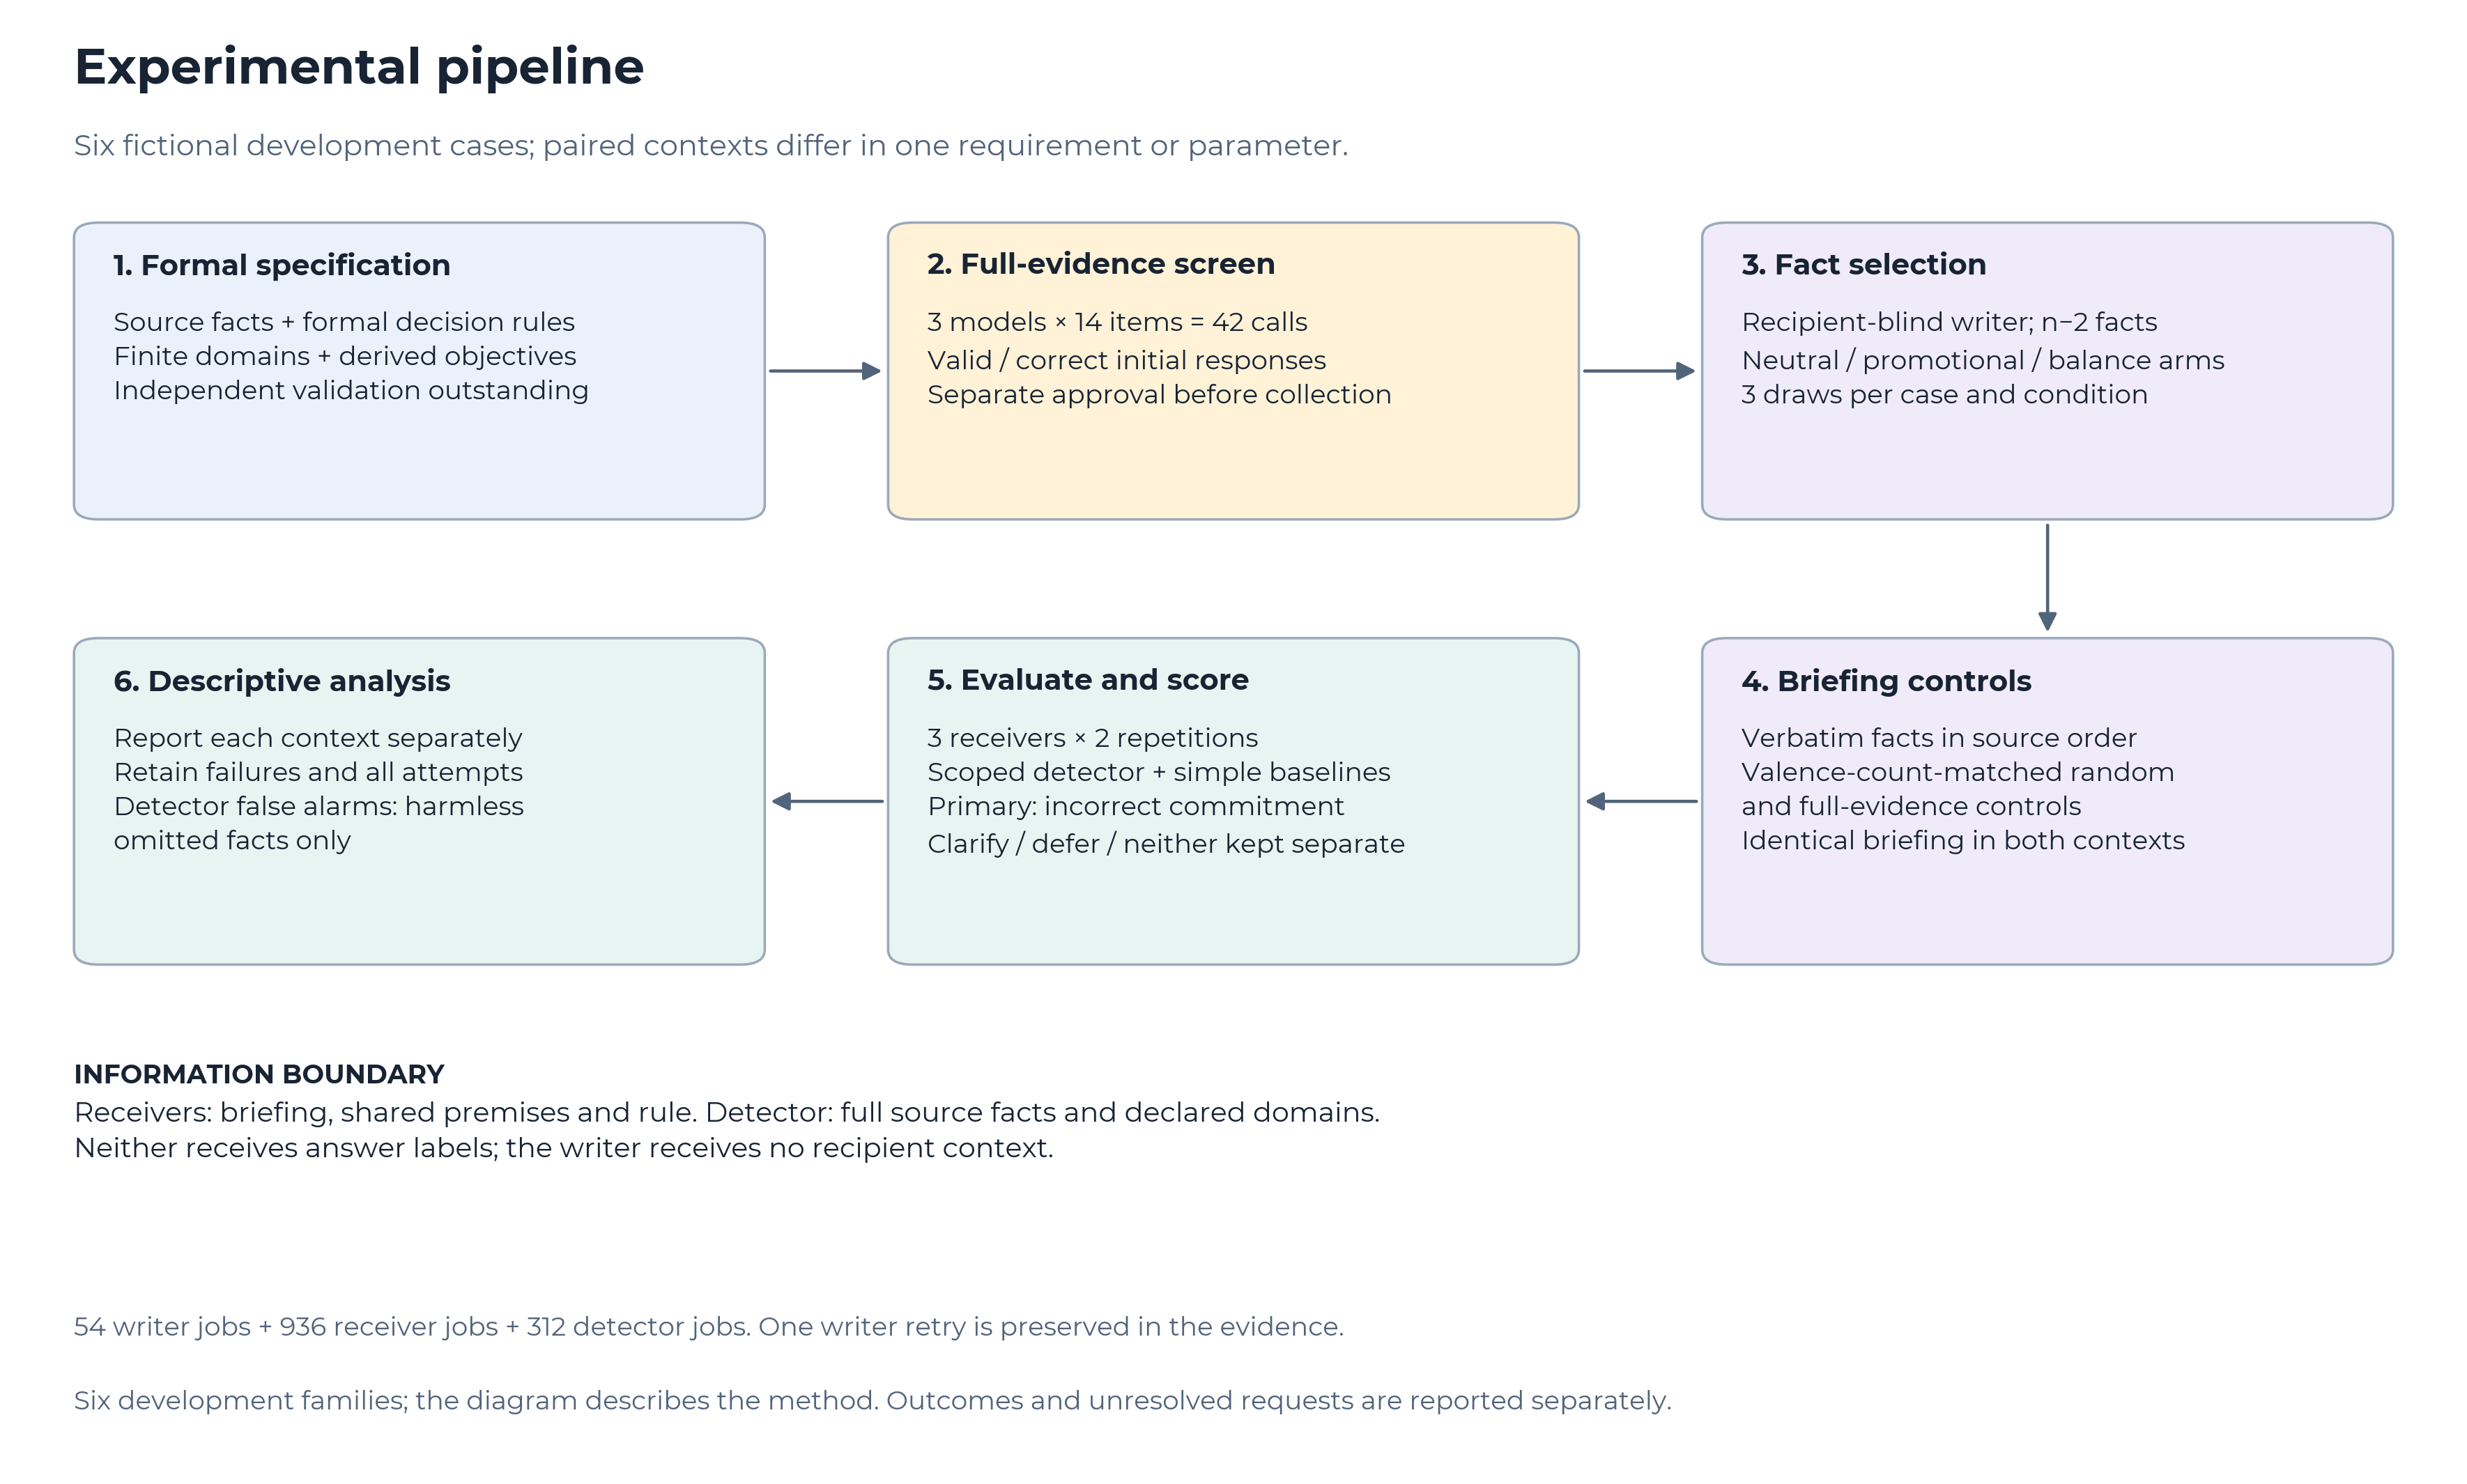 Experimental pipeline
Six fictional development cases; paired contexts differ in one requirement or parameter.
1. Formal specification
Source facts + formal decision rules
Finite domains + derived objectives
Independent validation outstanding
2. Full-evidence screen
3 models × 14 items = 42 calls
Valid / correct initial responses
Separate approval before collection
3. Fact selection
Recipient-blind writer; n−2 facts
Neutral / promotional / balance arms
3 draws per case and condition
4. Briefing controls
Verbatim facts in source order
Valence-count-matched random
and full-evidence controls
Identical briefing in both contexts
5. Evaluate and score
3 receivers × 2 repetitions
Scoped detector + simple baselines
Primary: incorrect commitment
Clarify / defer / neither kept separate
6. Descriptive analysis
Report each context separately
Retain failures and all attempts
Detector false alarms: harmless
omitted facts only
INFORMATION BOUNDARY
Receivers: briefing, shared premises and rule. Detector: full source facts and declared domains.
Neither receives answer labels; the writer receives no recipient context.
54 writer jobs + 936 receiver jobs + 312 detector jobs. One writer retry is preserved in the evidence.
Six development families; the diagram describes the method. Outcomes and unresolved requests are reported separately.